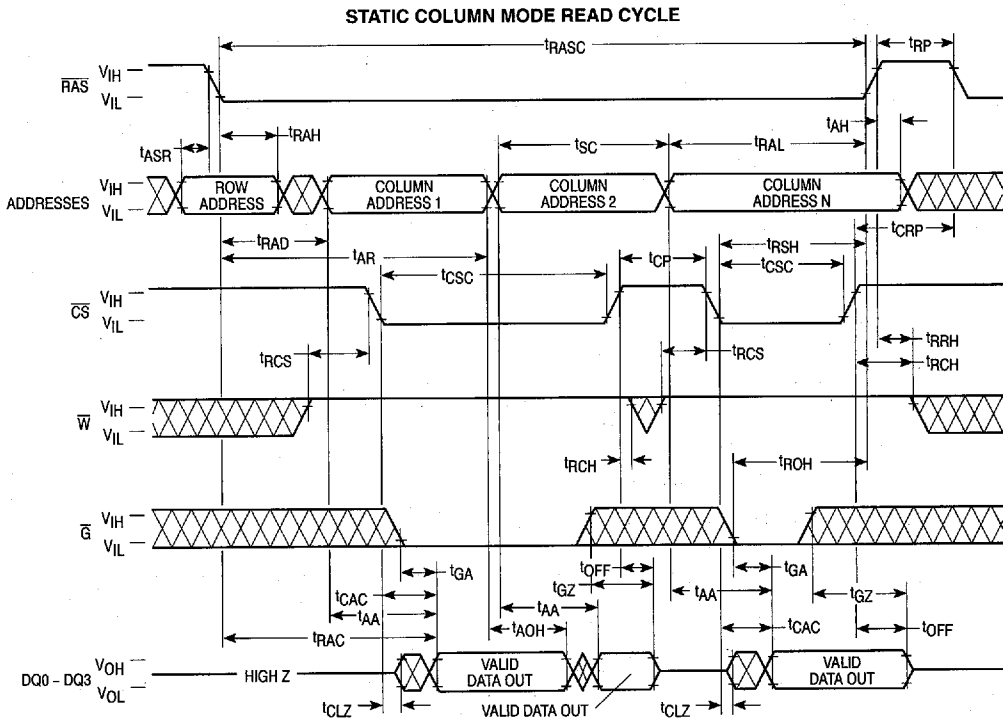 STATIC COLUMN MODE READ CYCLE
tRASC
tRP
RAS
VIH
VIL
tAH
tRAH
tASR
tSC
tRAL
ADDRESSES
VIH
VIL
ROW ADDRESS
COLUMN ADDRESS 1
COLUMN ADDRESS 2
COLUMN ADDRESS N
tRAD
tCRP
tAR
tRSH
tCSC
tCP
tCSC
CS
VIH
VIL
tRRH
tRCS
tRCS
tRCH
W
VIH
VIL
tRCH
tROH
G
VIH
VIL
tGA
tOFF
tGA
tCAC
tGZ
tAA
tGZ
tAA
tAA
tCAC
tRAC
tAOH
tOFF
DQ0 – DQ3
VOH
VOL
HIGH Z
VALID DATA OUT
VALID DATA OUT
tCLZ
VALID DATA OUT
tCLZ